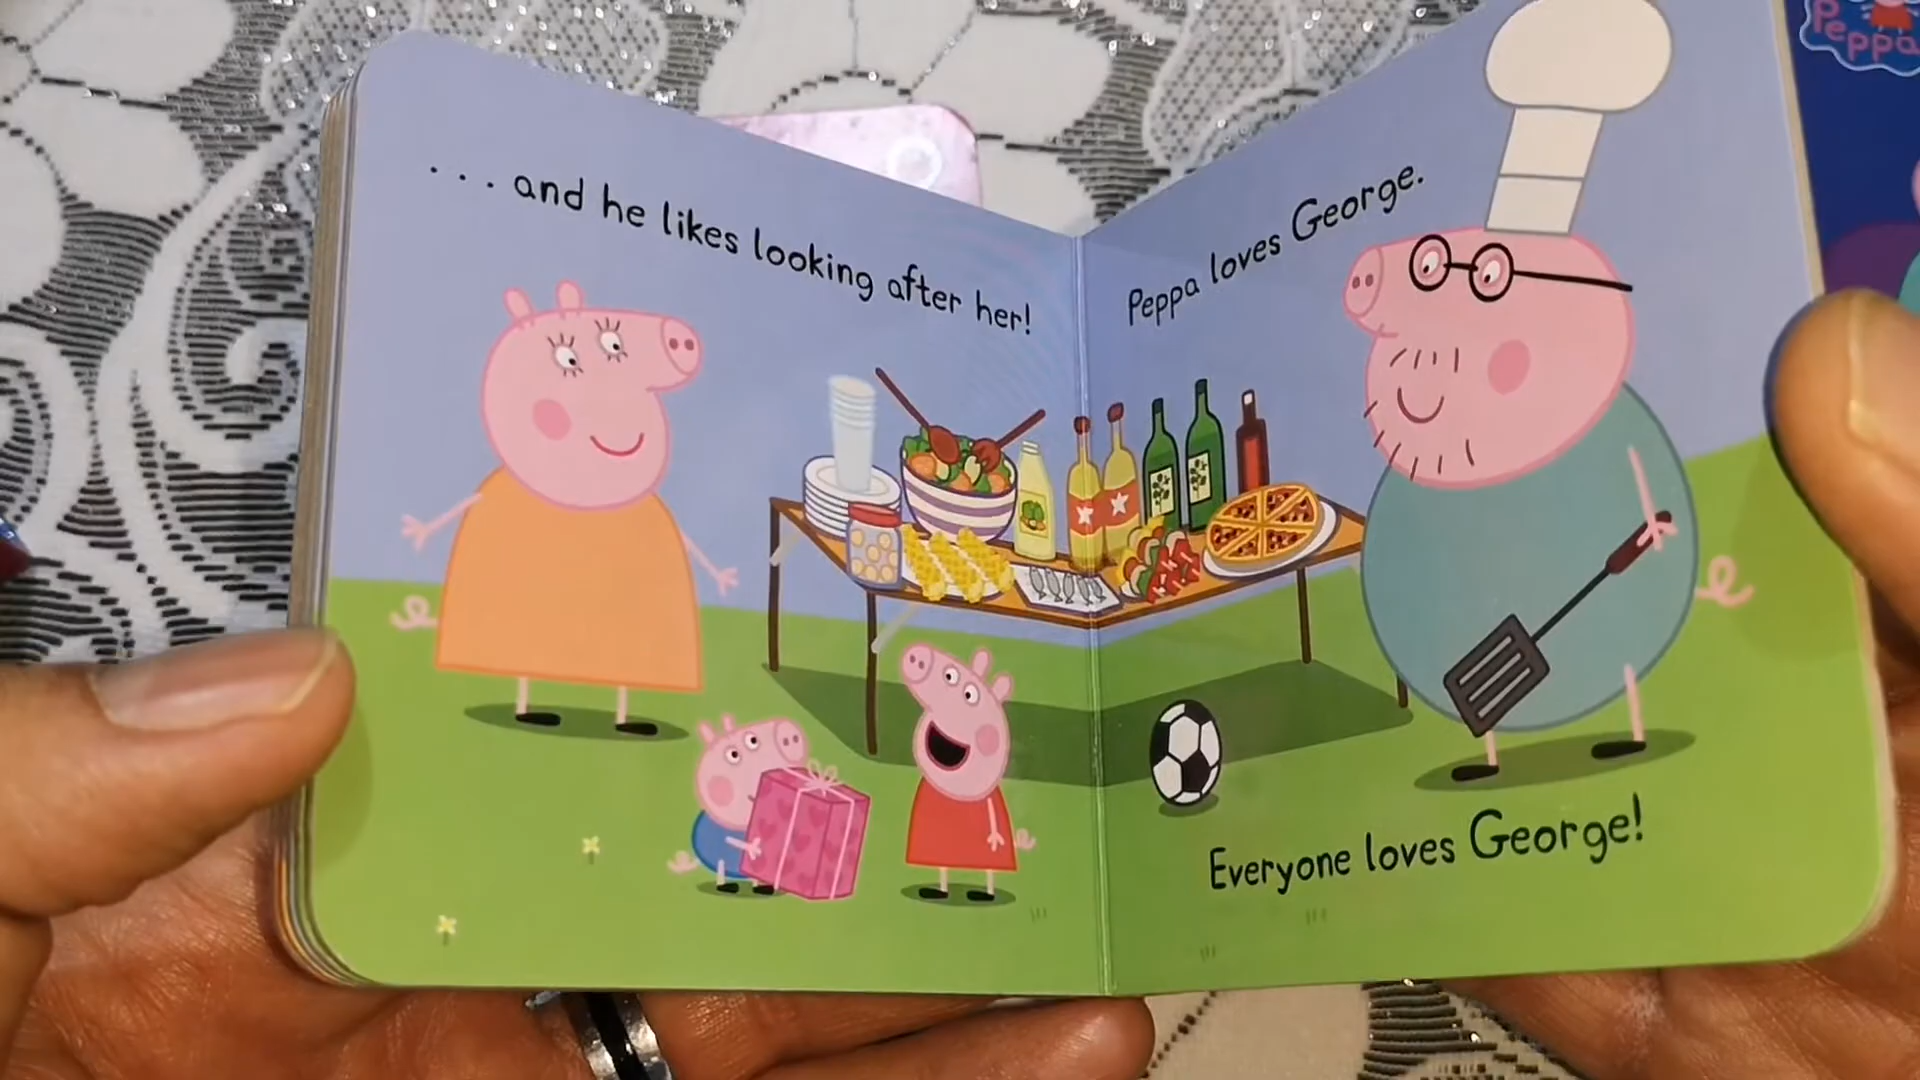 ... and he likes looking after her!
Peppa loves George.
Everyone loves George!
Peppa